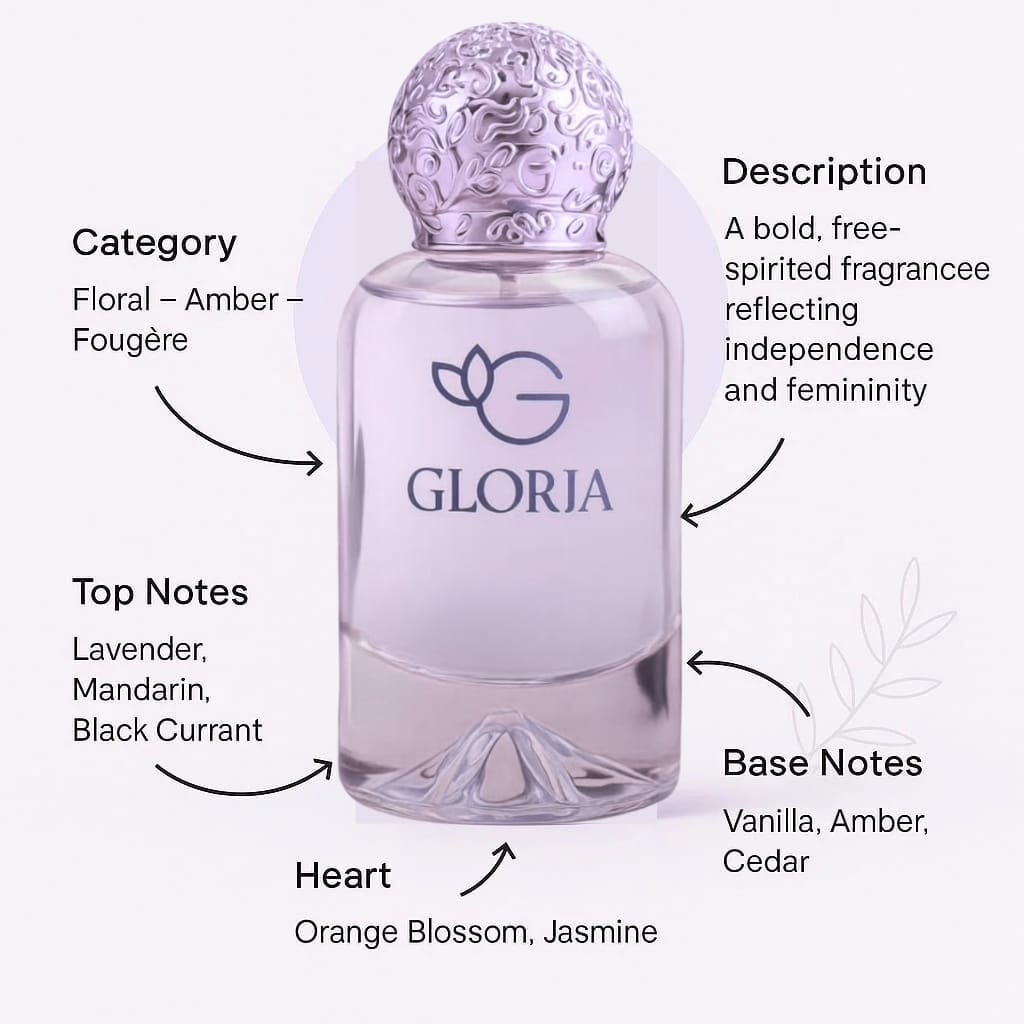 Description
A bold, free-
spirited fragrancee
reflecting
independence
and femininity
Category
Floral – Amber –
Fougère
G
GLORJA
Top Notes
Lavender,
Mandarin,
Black Currant
Base Notes
Vanilla, Amber,
Cedar
Heart
Orange Blossom, Jasmine